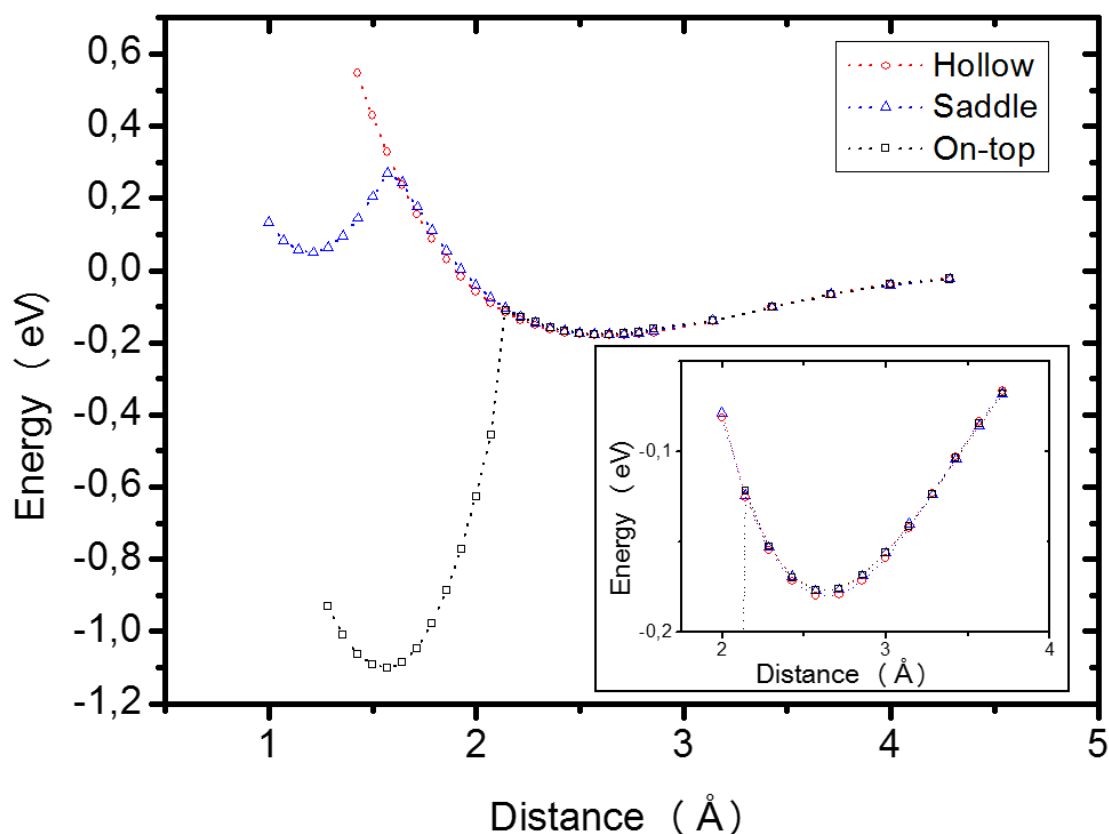 0,6
0,4
0,2
0,0
-0,2
-0,4
-0,6
-0,8
-1,0
-1,2
Energy (eV)
Hollow
Saddle
On-top
-0,1
-0,2
Energy (eV)
2 3 4
Distance (Å)
1 2 3 4 5
Distance (Å)